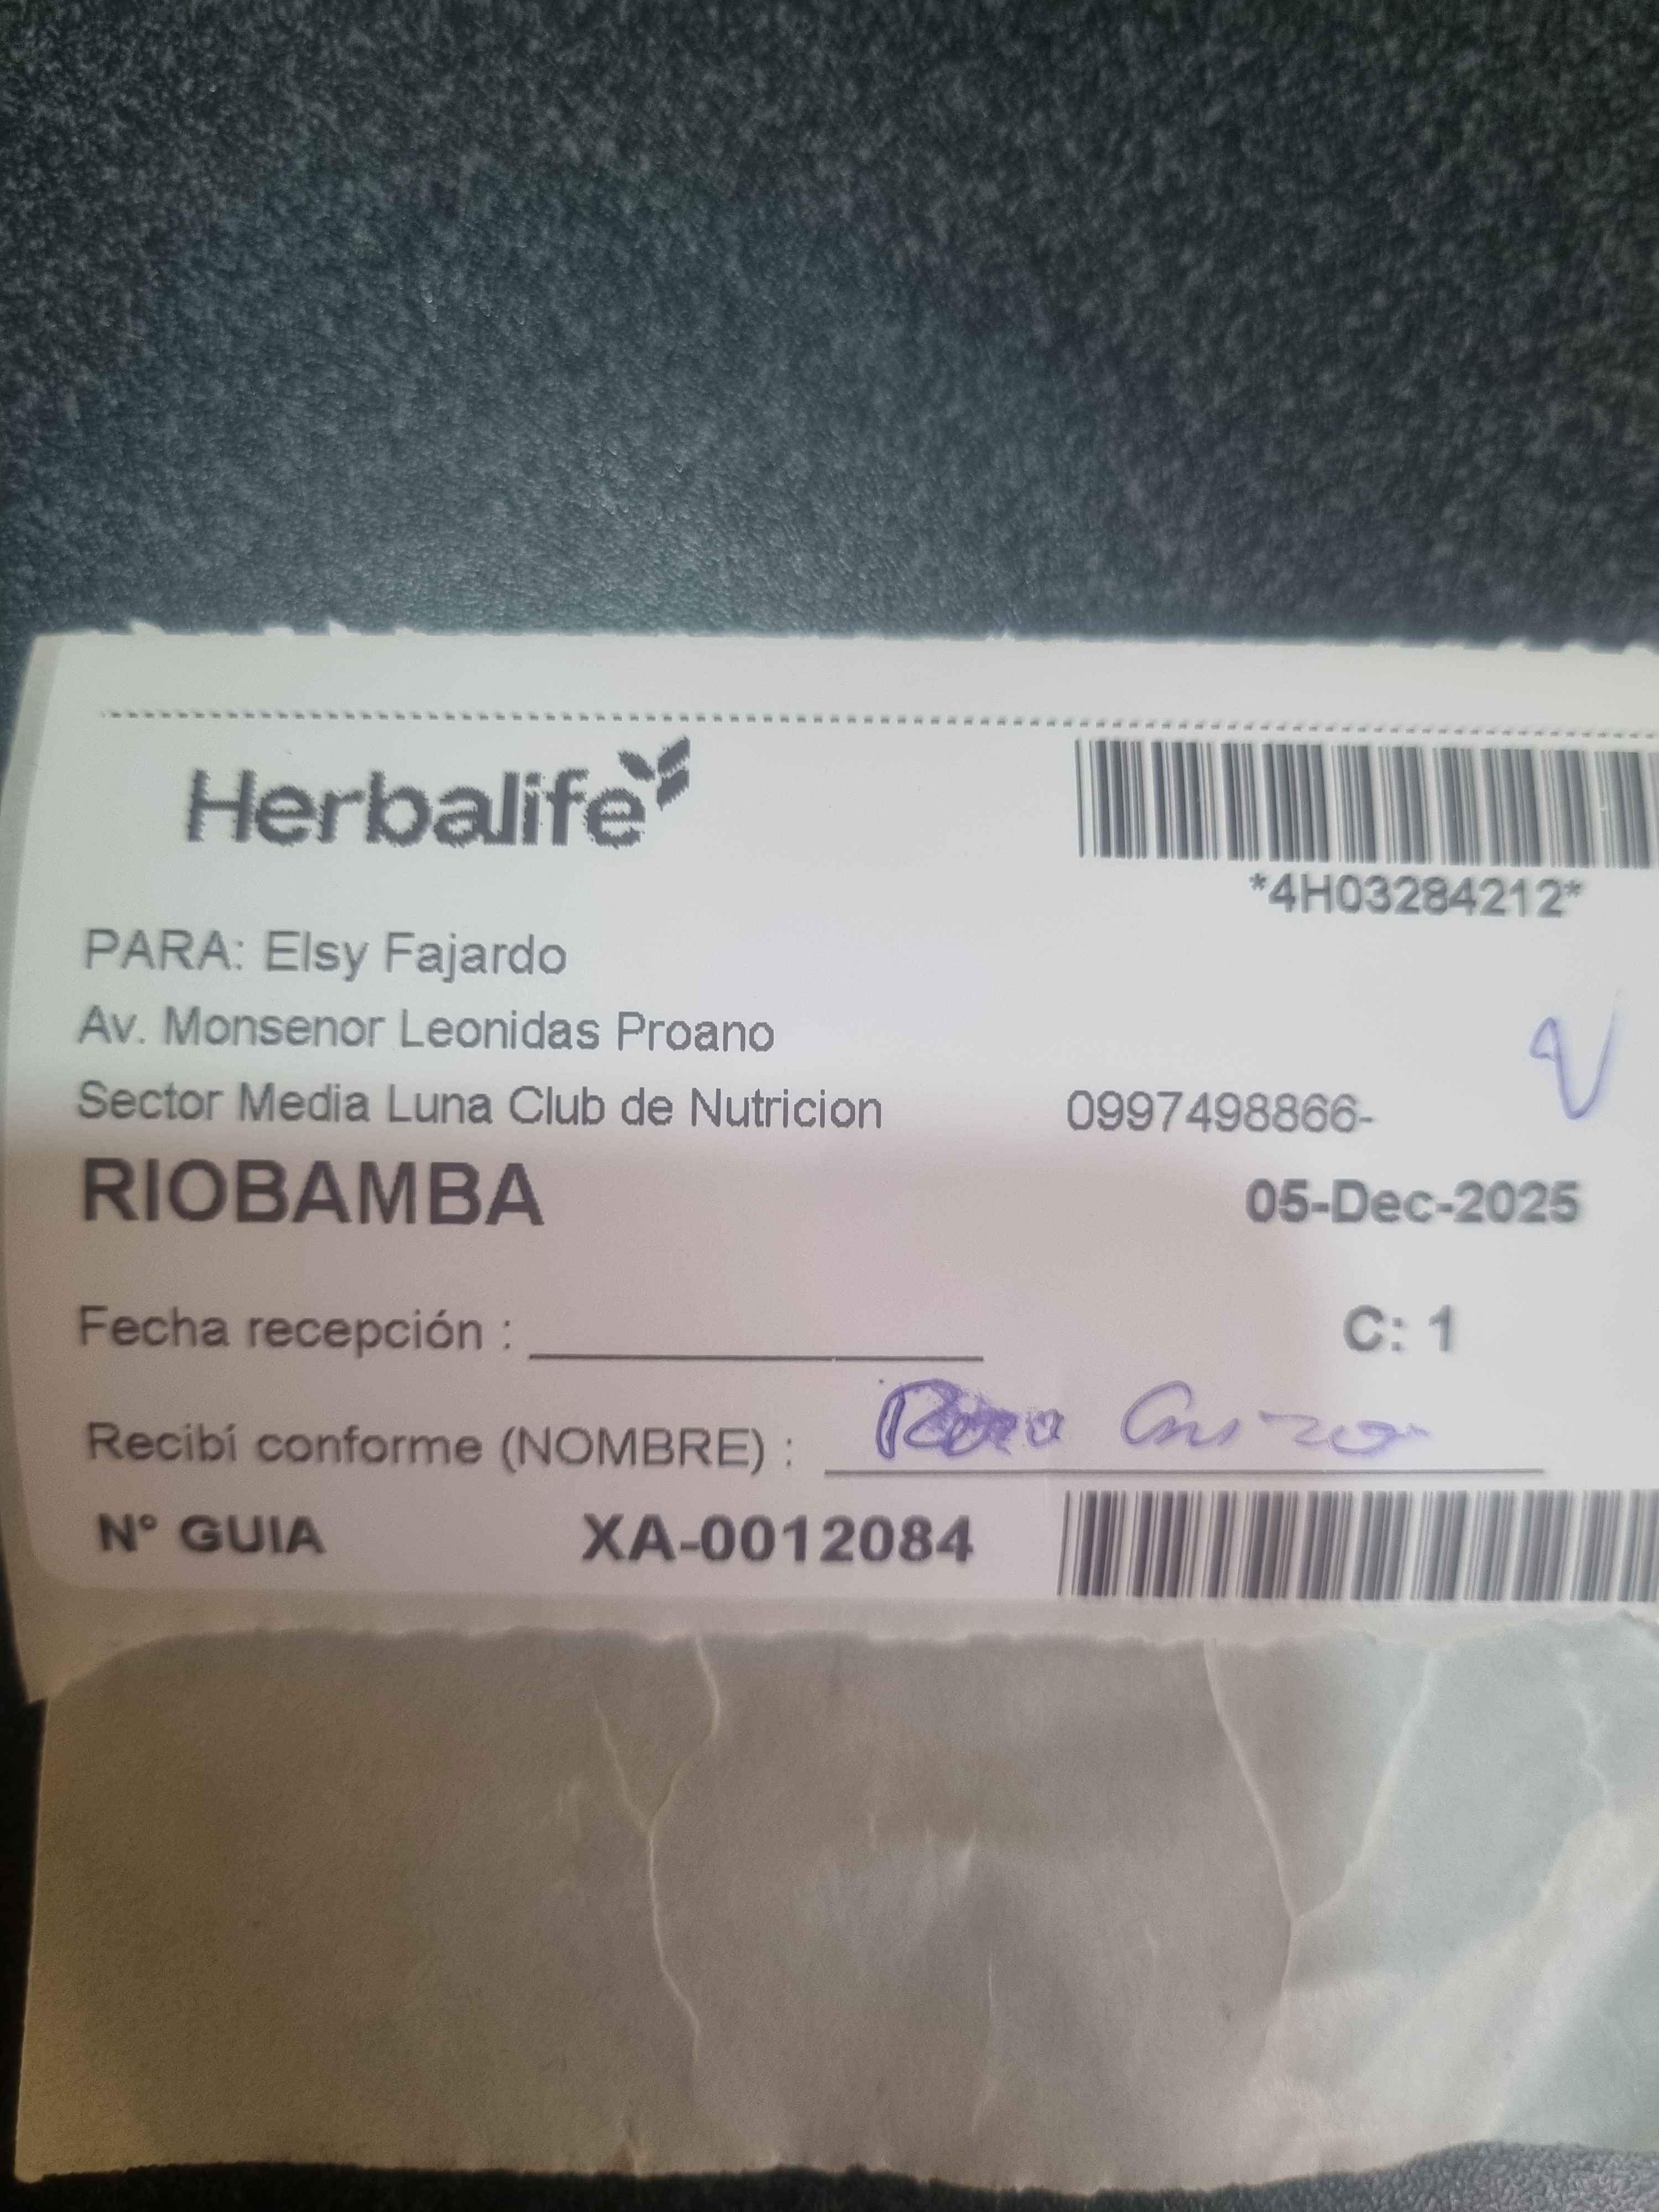 Herbalife
*4H03284212*
PARA: Elsy Fajardo
Av. Monsenor Leonidas Proano
Sector Media Luna Club de Nutricion 0997498866-
RIOBAMBA 05-Dec-2025
Fecha recepción : C: 1
Recibí conforme (NOMBRE) :
N° GUIA XA-0012084